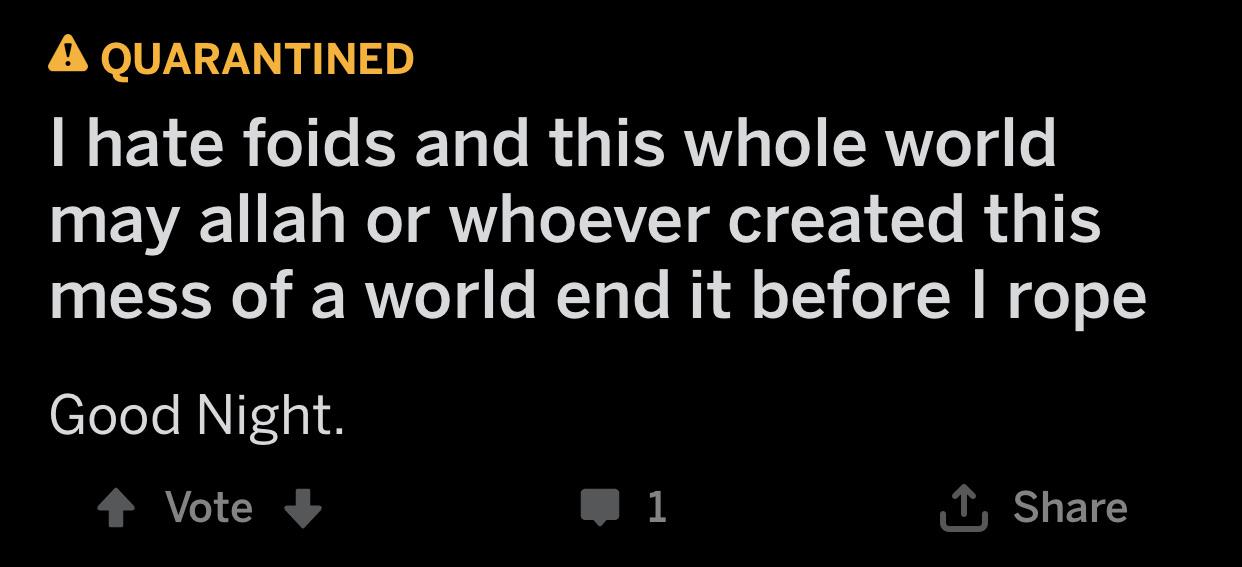 QUARANTINED
I hate foids and this whole world
may allah or whoever created this
mess of a world end it before I rope
Good Night.
Vote 1 Share